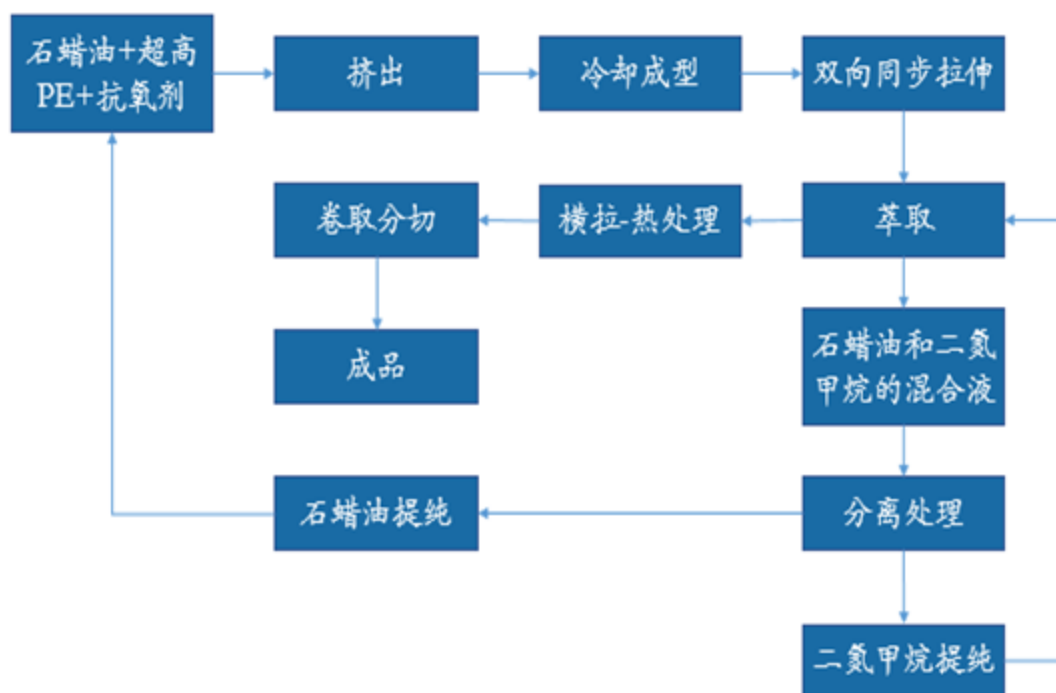 石蜡油+超高
PE+抗氧剂
挤出
冷却成型
双向同步拉伸
卷取分切
横拉-热处理
萃取
成品
石蜡油和二氮
甲烷的混合液
石蜡油提纯
分离处理
二氮甲烷提纯